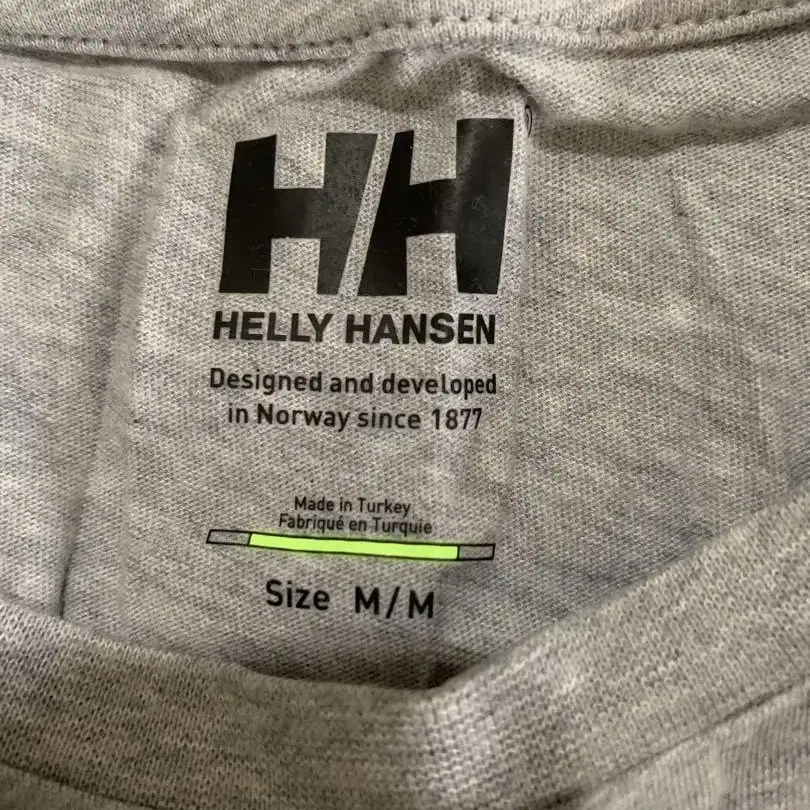 HH
HELLY HANSEN
Designed and developed
in Norway since 1877
Made in Turkey
Fabriqué en Turquie
Size M/M